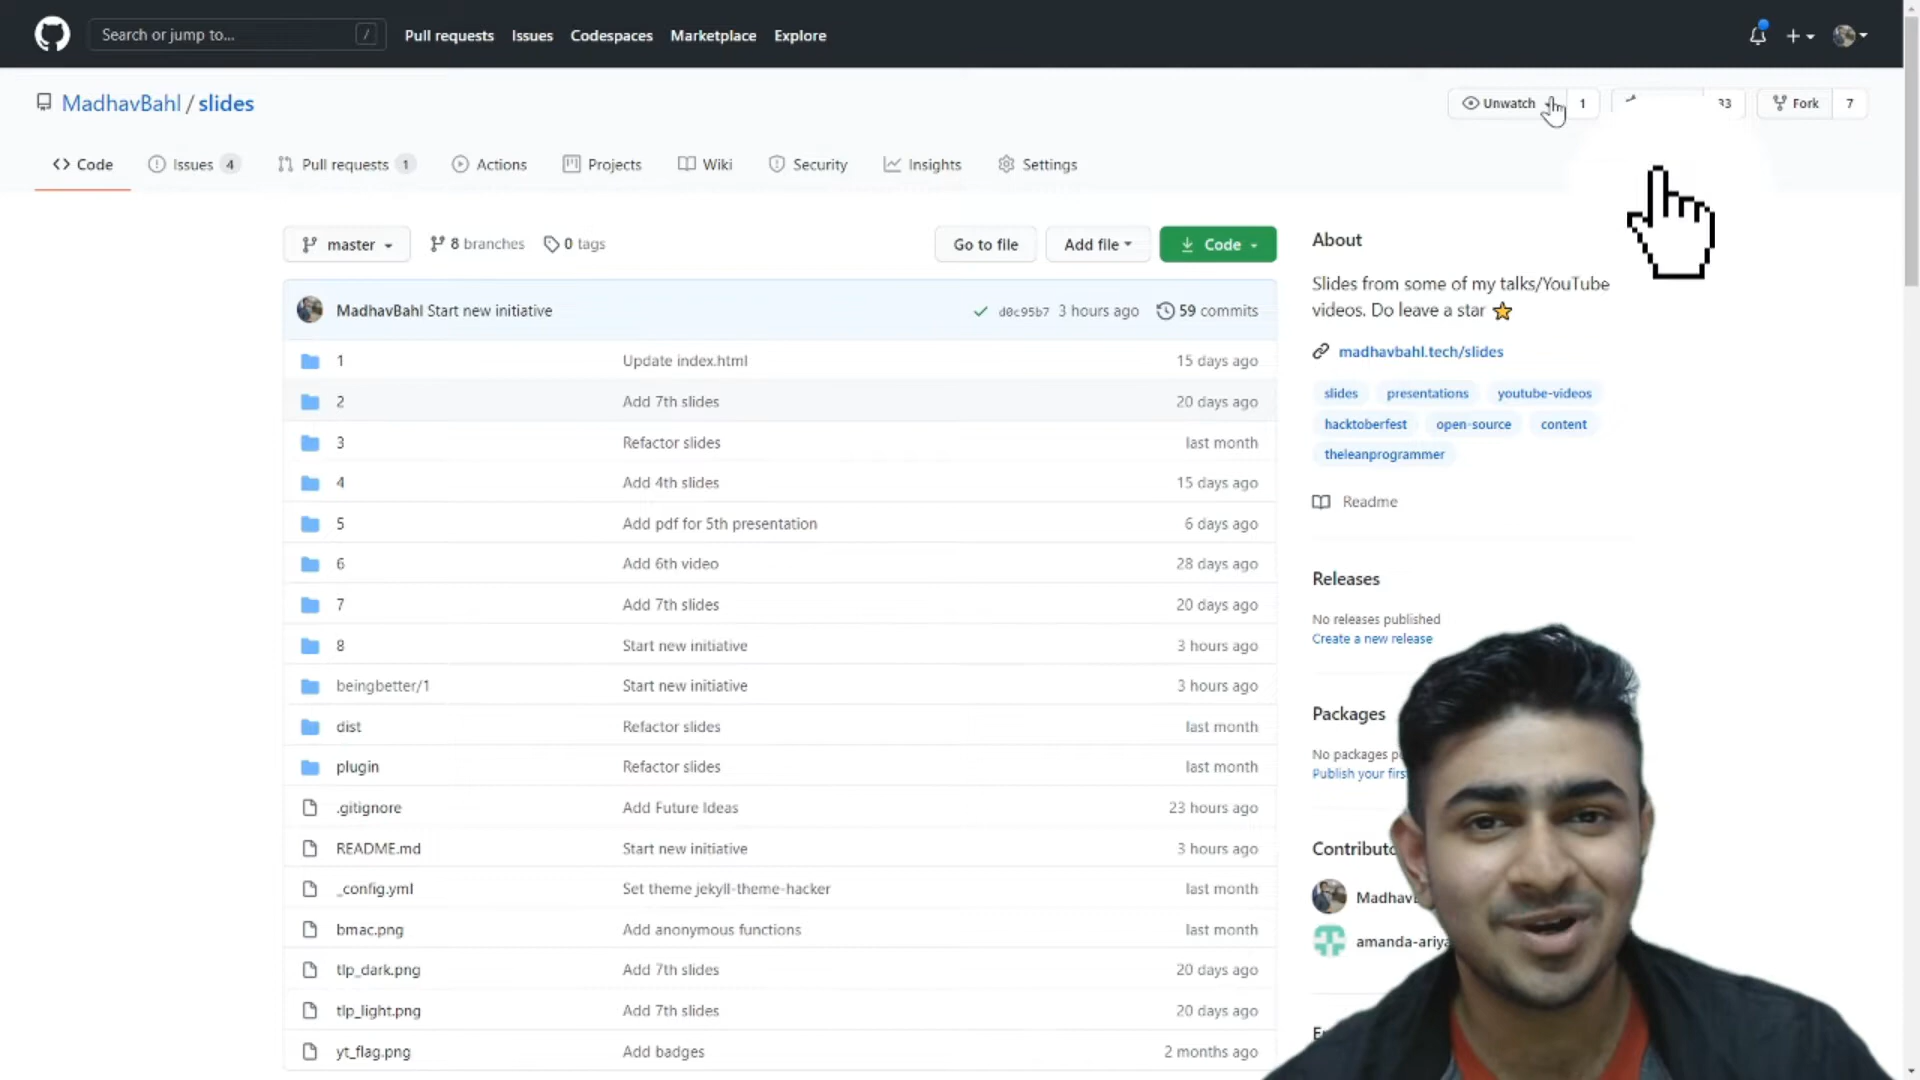 Search or jump to... /
Pull requests Issues Codespaces Marketplace Explore
MadhavBahl / slides
Unwatch 1
33
Fork 7
Code
Issues 4
Pull requests 1
Actions
Projects
Wiki
Security
Insights
Settings
master
8 branches
0 tags
Go to file
Add file
Code
MadhavBahl Start new initiative d0c95b7 3 hours ago 59 commits
1 Update index.html 15 days ago
2 Add 7th slides 20 days ago
3 Refactor slides last month
4 Add 4th slides 15 days ago
5 Add pdf for 5th presentation 6 days ago
6 Add 6th video 28 days ago
7 Add 7th slides 20 days ago
8 Start new initiative 3 hours ago
beingbetter/1 Start new initiative 3 hours ago
dist Refactor slides last month
plugin Refactor slides last month
.gitignore Add Future Ideas 23 hours ago
README.md Start new initiative 3 hours ago
_config.yml Set theme jekyll-theme-hacker last month
bmac.png Add anonymous functions last month
tlp_dark.png Add 7th slides 20 days ago
tlp_light.png Add 7th slides 20 days ago
yt_flag.png Add badges 2 months ago
About
Slides from some of my talks/YouTube
videos. Do leave a star ⭐
madhavbahl.tech/slides
slides presentations youtube-videos
hacktoberfest open-source content
theleanprogrammer
Readme
Releases
No releases published
Create a new release
Packages
No packages
Publish your